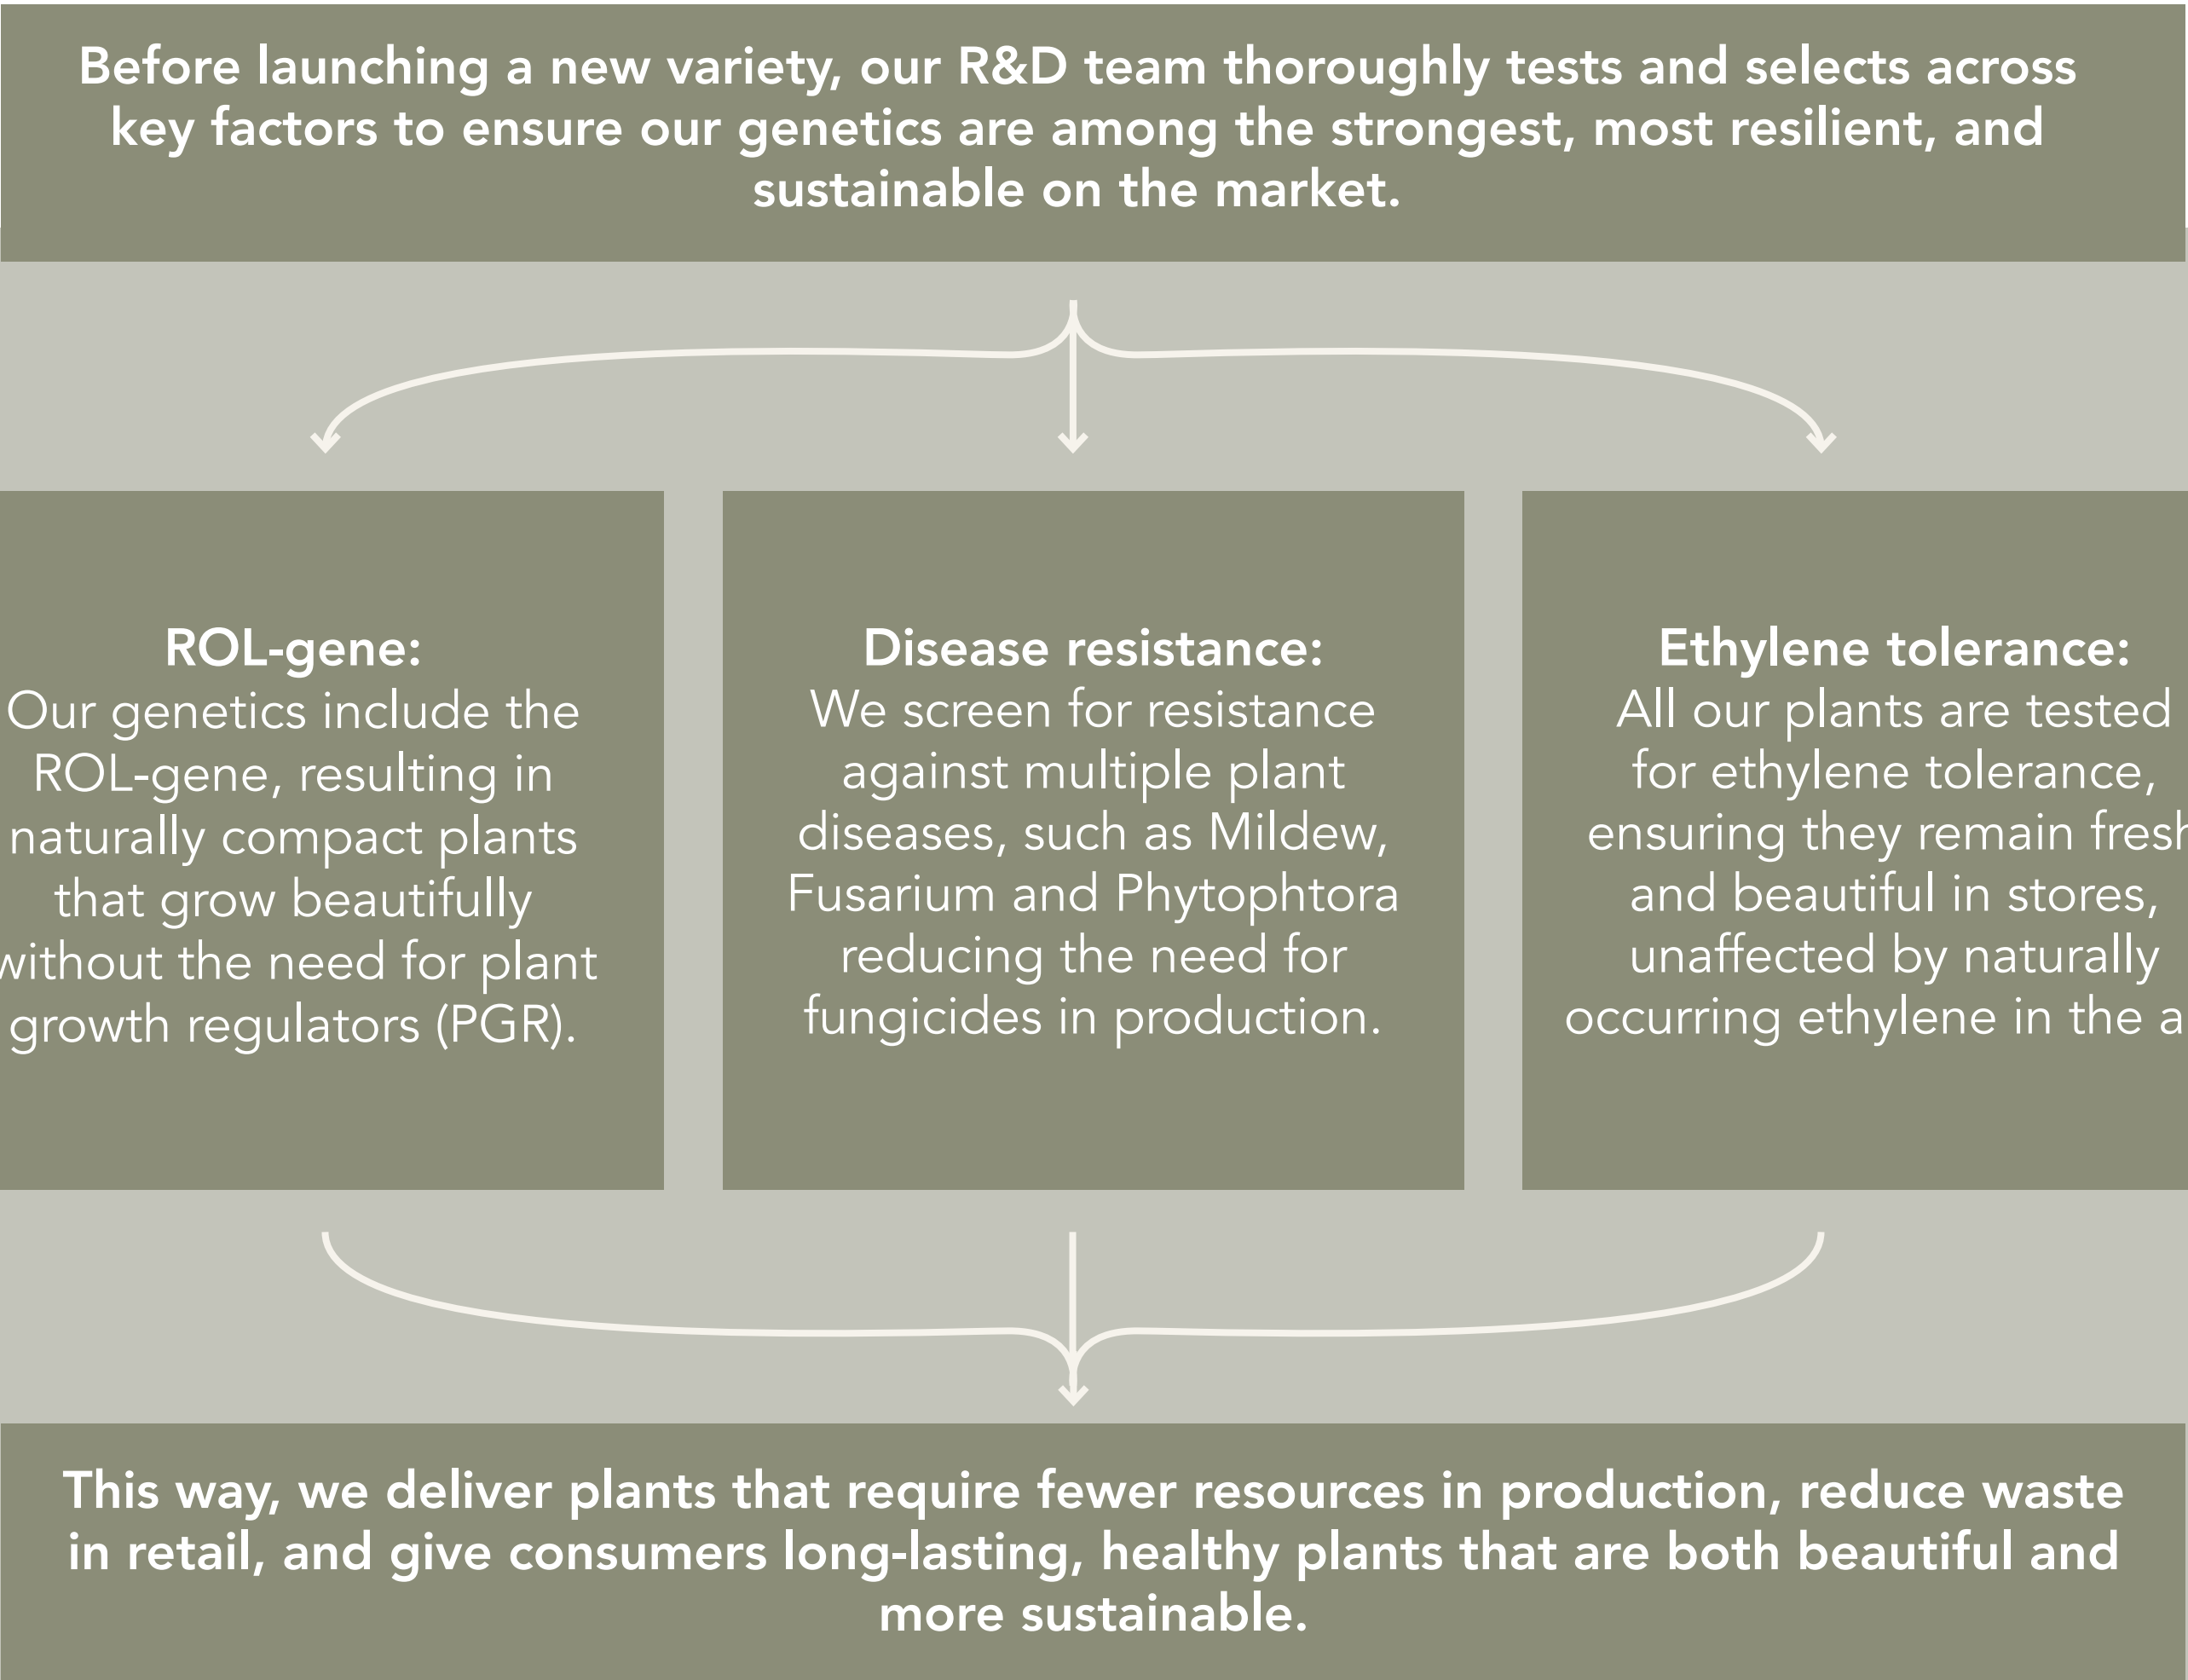 Before launching a new variety, our R&D team thoroughly tests and selects across
key factors to ensure our genetics are among the strongest, most resilient, and
sustainable on the market.
ROL-gene:
Our genetics include the
ROL-gene, resulting in
naturally compact plants
that grow beautifully
without the need for plant
growth regulators (PGR).
Disease resistance:
We screen for resistance
against multiple plant
diseases, such as Mildew,
Fusarium and Phytophtora
reducing the need for
fungicides in production.
Ethylene tolerance:
All our plants are tested
for ethylene tolerance,
ensuring they remain fresh
and beautiful in stores,
unaffected by naturally
occurring ethylene in the
This way, we deliver plants that require fewer resources in production, reduce waste
in retail, and give consumers long-lasting, healthy plants that are both beautiful and
more sustainable.